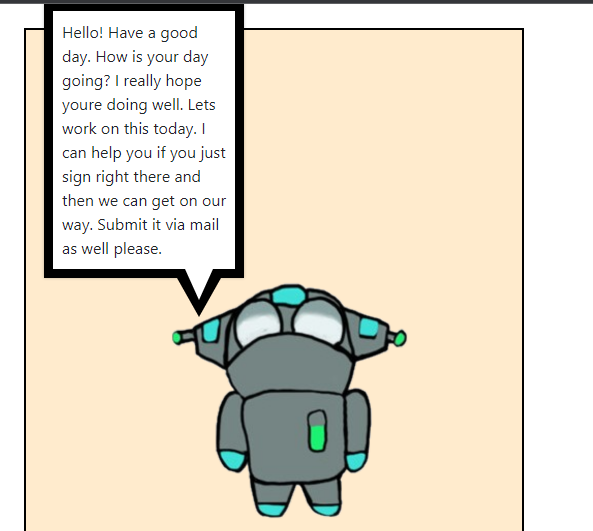 Hello! Have a good
day. How is your day
going? I really hope
youre doing well. Lets
work on this today. I
can help you if you just
sign right there and
then we can get on our
way. Submit it via mail
as well please.